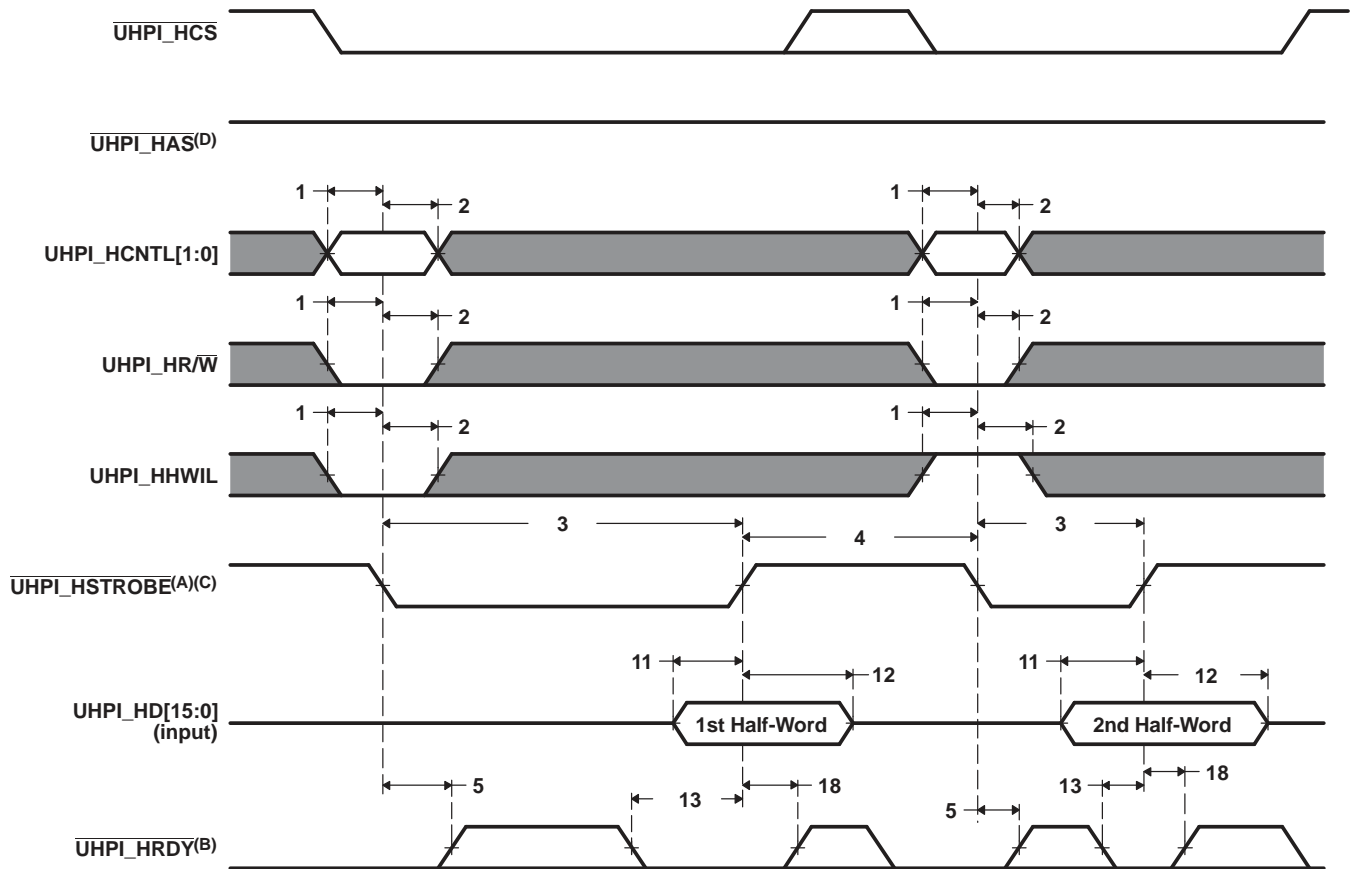 UHPI_HCS
UHPI_HAS(D)
1
2
1
2
UHPI_HCNTL[1:0]
1
2
1
2
UHPI_HR/W
1
2
1
2
UHPI_HHWIL
3
4
3
UHPI_HSTROBE(A)(C)
11
12
11
12
UHPI_HD[15:0]
(input)
1st Half-Word
2nd Half-Word
5
13
18
5
13
18
UHPI_HRDY(B)